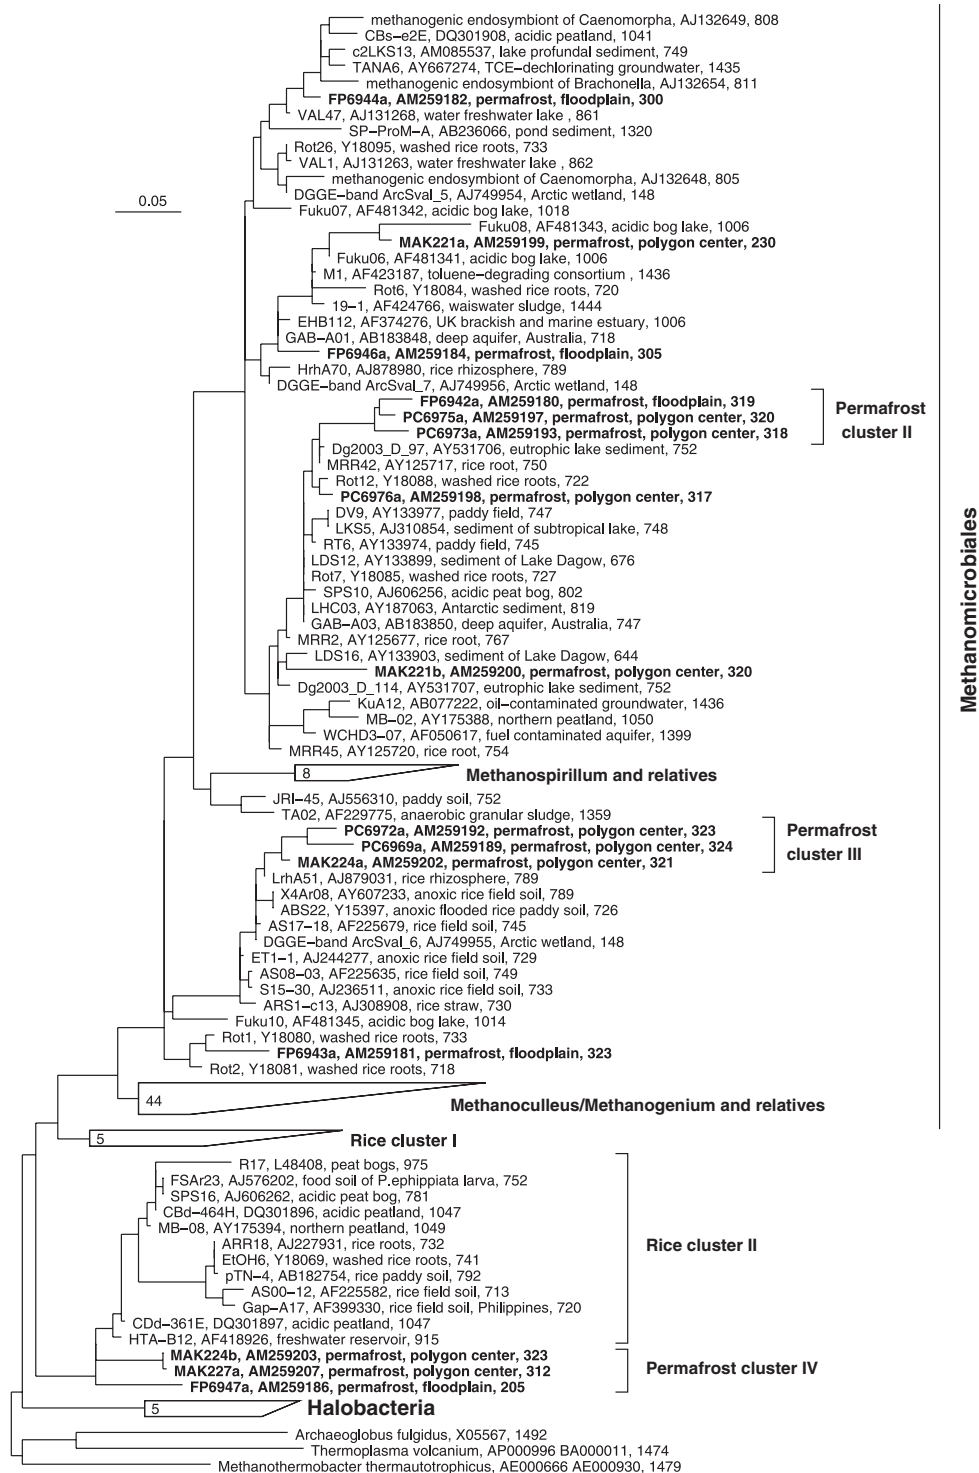 methanogenic endosymbiont of Caenomorpha, AJ132649, 808
CBs−e2E, DQ301908, acidic peatland, 1041
c2LKS13, AM085537, lake profundal sediment, 749
TANA6, AY667274, TCE−dechlorinating groundwater, 1435
methanogenic endosymbiont of Brachonella, AJ132654, 811
FP6944a, AM259182, permafrost, floodplain, 300
VAL47, AJ131268, water freshwater lake , 861
SP−ProM−A, AB236066, pond sediment, 1320
Rot26, Y18095, washed rice roots, 733
VAL1, AJ131263, water freshwater lake , 862
methanogenic endosymbiont of Caenomorpha, AJ132648, 805
DGGE−band ArcSval_5, AJ749954, Arctic wetland, 148
0.05
Fuku07, AF481342, acidic bog lake, 1018
Fuku08, AF481343, acidic bog lake, 1006
MAK221a, AM259199, permafrost, polygon center, 230
Fuku06, AF481341, acidic bog lake, 1006
M1, AF423187, toluene−degrading consortium , 1436
Rot6, Y18084, washed rice roots, 720
19−1, AF424766, waiswater sludge, 1444
EHB112, AF374276, UK brackish and marine estuary, 1006
GAB−A01, AB183848, deep aquifer, Australia, 718
FP6946a, AM259184, permafrost, floodplain, 305
HrhA70, AJ878980, rice rhizosphere, 789
DGGE−band ArcSval_7, AJ749956, Arctic wetland, 148
FP6942a, AM259180, permafrost, floodplain, 319
PC6975a, AM259197, permafrost, polygon center, 320
PC6973a, AM259193, permafrost, polygon center, 318
Permafrost
cluster II
Dg2003_D_97, AY531706, eutrophic lake sediment, 752
MRR42, AY125717, rice root, 750
Rot12, Y18088, washed rice roots, 722
PC6976a, AM259198, permafrost, polygon center, 317
DV9, AY133977, paddy field, 747
LKS5, AJ310854, sediment of subtropical lake, 748
RT6, AY133974, paddy field, 745
LDS12, AY133899, sediment of Lake Dagow, 676
Rot7, Y18085, washed rice roots, 727
SPS10, AJ606256, acidic peat bog, 802
LHC03, AY187063, Antarctic sediment, 819
GAB−A03, AB183850, deep aquifer, Australia, 747
MRR2, AY125677, rice root, 767
LDS16, AY133903, sediment of Lake Dagow, 644
MAK221b, AM259200, permafrost, polygon center, 320
Dg2003_D_114, AY531707, eutrophic lake sediment, 752
KuA12, AB077222, oil−contaminated groundwater, 1436
MB−02, AY175388, northern peatland, 1050
WCHD3−07, AF050617, fuel contaminated aquifer, 1399
MRR45, AY125720, rice root, 754
8
Methanospirillum and relatives
Methanomicrobiales
JRI−45, AJ556310, paddy soil, 752
TA02, AF229775, anaerobic granular sludge, 1359
PC6972a, AM259192, permafrost, polygon center, 323
PC6969a, AM259189, permafrost, polygon center, 324
MAK224a, AM259202, permafrost, polygon center, 321
Permafrost
cluster III
LrhA51, AJ879031, rice rhizosphere, 789
X4Ar08, AY607233, anoxic rice field soil, 789
ABS22, Y15397, anoxic flooded rice paddy soil, 726
AS17−18, AF225679, rice field soil, 745
DGGE−band ArcSval_6, AJ749955, Arctic wetland, 148
ET1−1, AJ244277, anoxic rice field soil, 729
AS08−03, AF225635, rice field soil, 749
S15−30, AJ236511, anoxic rice field soil, 733
ARS1−c13, AJ308908, rice straw, 730
Fuku10, AF481345, acidic bog lake, 1014
Rot1, Y18080, washed rice roots, 733
FP6943a, AM259181, permafrost, floodplain, 323
Rot2, Y18081, washed rice roots, 718
44
Methanoculleus/Methanogenium and relatives
5
Rice cluster I
R17, L48408, peat bogs, 975
FSAr23, AJ576202, food soil of P.ephippiata larva, 752
SPS16, AJ606262, acidic peat bog, 781
CBd−464H, DQ301896, acidic peatland, 1047
MB−08, AY175394, northern peatland, 1049
ARR18, AJ227931, rice roots, 732
EtOH6, Y18069, washed rice roots, 741
pTN−4, AB182754, rice paddy soil, 792
AS00−12, AF225582, rice field soil, 713
Gap−A17, AF399330, rice field soil, Philippines, 720
CDd−361E, DQ301897, acidic peatland, 1047
HTA−B12, AF418926, freshwater reservoir, 915
Rice cluster II
MAK224b, AM259203, permafrost, polygon center, 323
MAK227a, AM259207, permafrost, polygon center, 312
FP6947a, AM259186, permafrost, floodplain, 205
Permafrost cluster IV
5
Halobacteria
Archaeoglobus fulgidus, X05567, 1492
Thermoplasma volcanium, AP000996 BA000011, 1474
Methanothermobacter thermautotrophicus, AE000666 AE000930, 1479